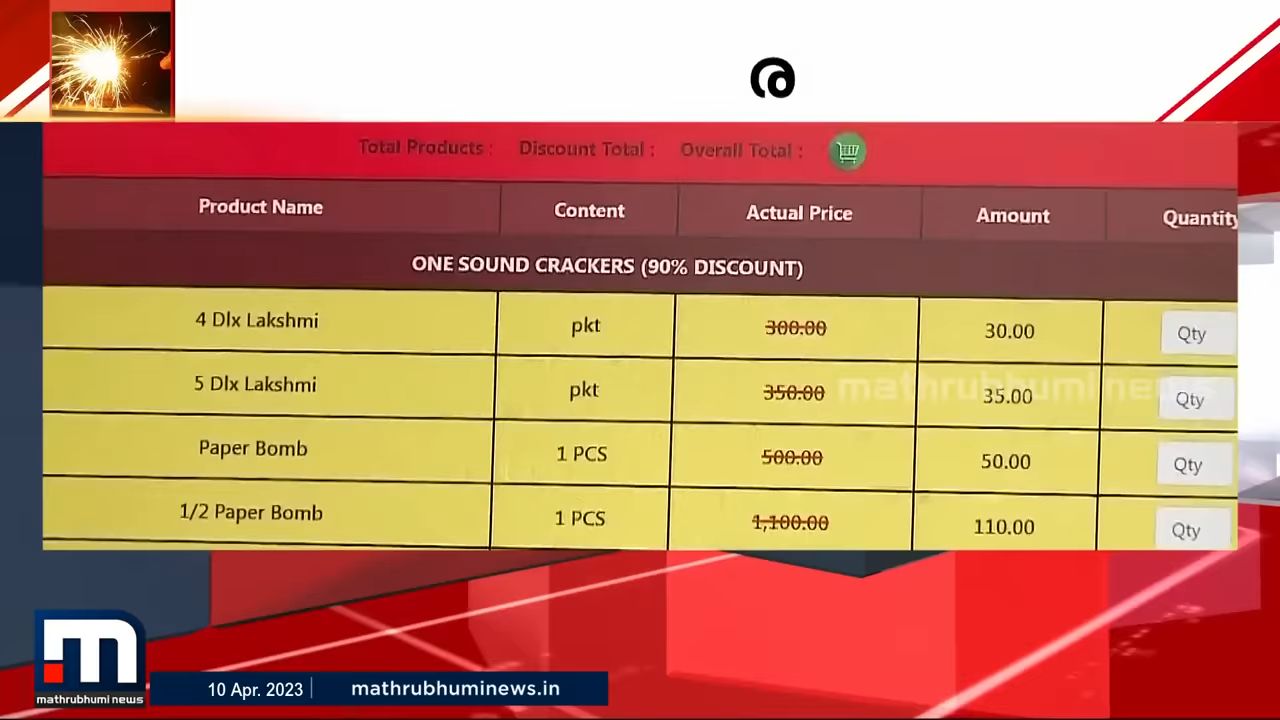 ര
Total Products : Discount Total : Overall Total :
Product Name Content Actual Price Amount Quantity
ONE SOUND CRACKERS (90% DISCOUNT)
4 Dlx Lakshmi pkt 300.00 30.00 Qty
5 Dlx Lakshmi pkt 350.00 35.00 Qty
mathrubhumi news
Paper Bomb 1 PCS 500.00 50.00 Qty
1/2 Paper Bomb 1 PCS 1,100.00 110.00 Qty
mathrubhumi news
10 Apr. 2023 mathrubhuminews.in